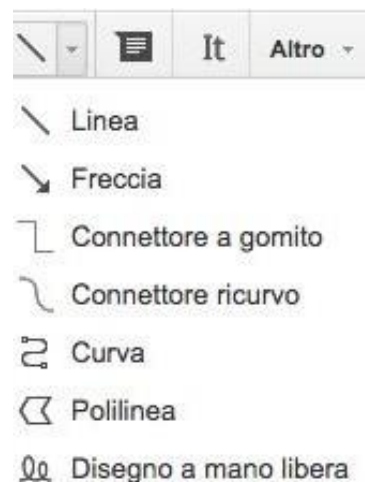 It Altro
Linea
Freccia
Connettore a gomito
Connettore ricurvo
Curva
Polilinea
Disegno a mano libera